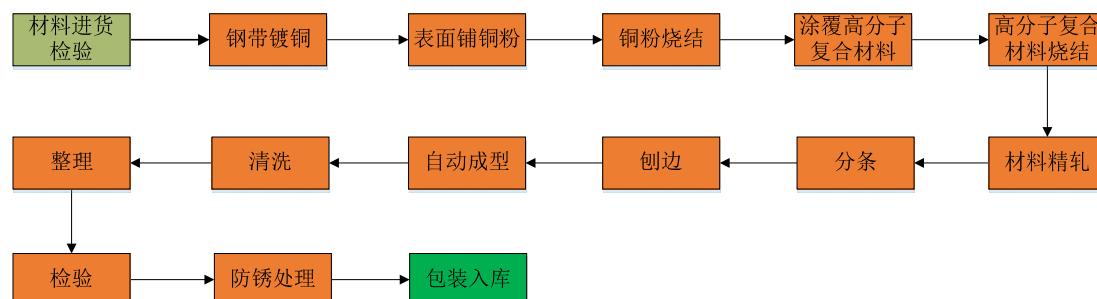 材料进货
检验
钢带镀铜
表面铺铜粉
铜粉烧结
涂覆高分子
复合材料
高分子复合
材料烧结
整理
清洗
自动成型
刨边
分条
材料精轧
检验
防锈处理
包装入库